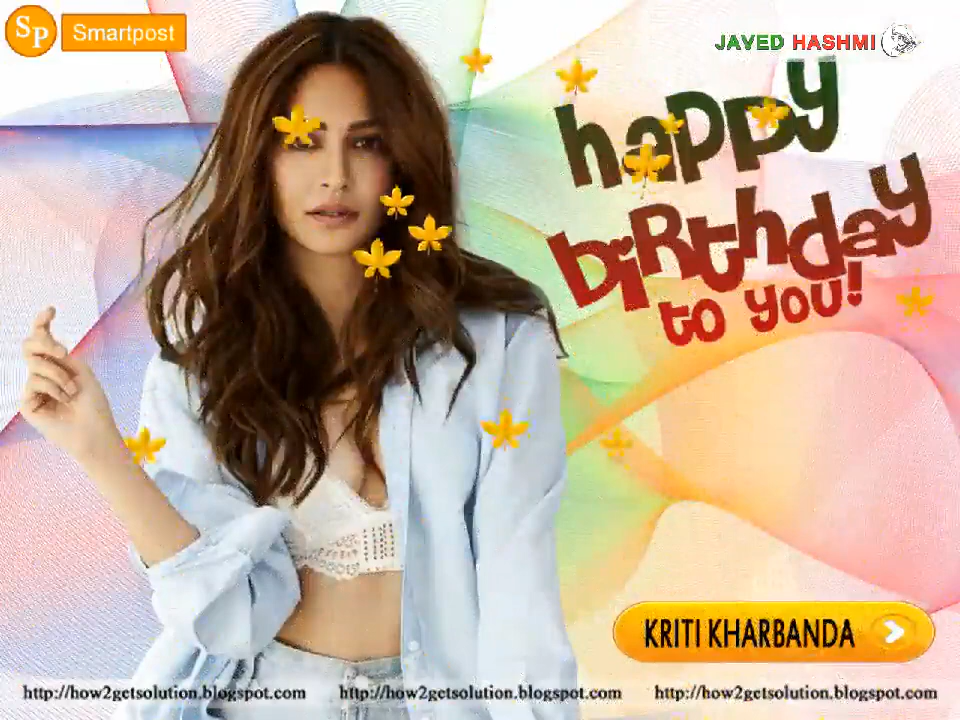 SP Smartpost
JAVED HASHMI
happy
birthday
to you!
KRITI KHARBANDA
http://how2getsolution.blogspot.com http://how2getsolution.blogspot.com http://how2getsolution.blogspot.com